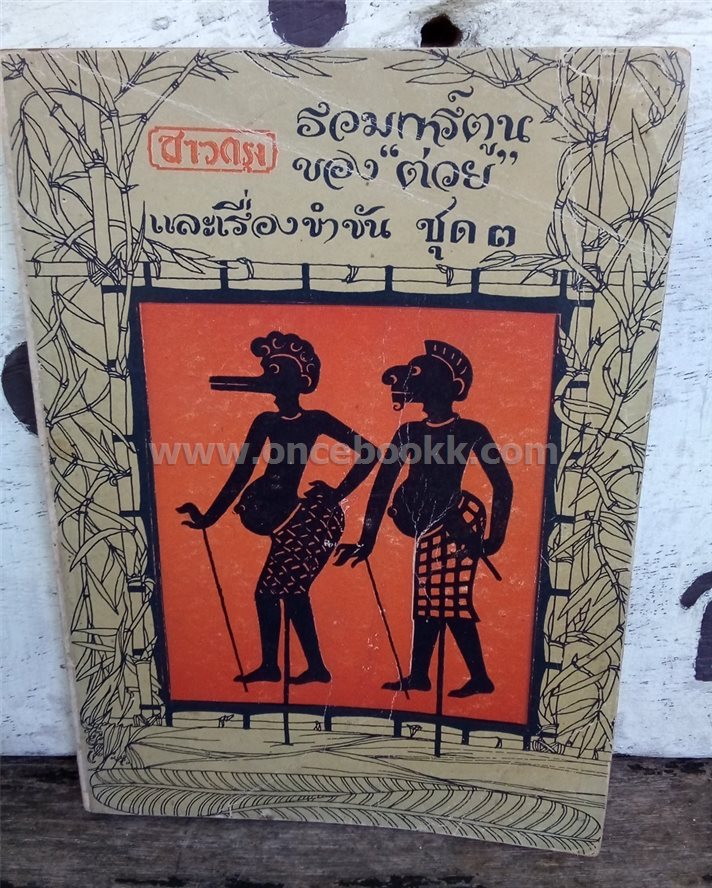 รวมการ์ตูน
ชาวกรุง ของ "ต่วย"
และเรื่องขำขัน ชุด ๓
www.oncebookk.com